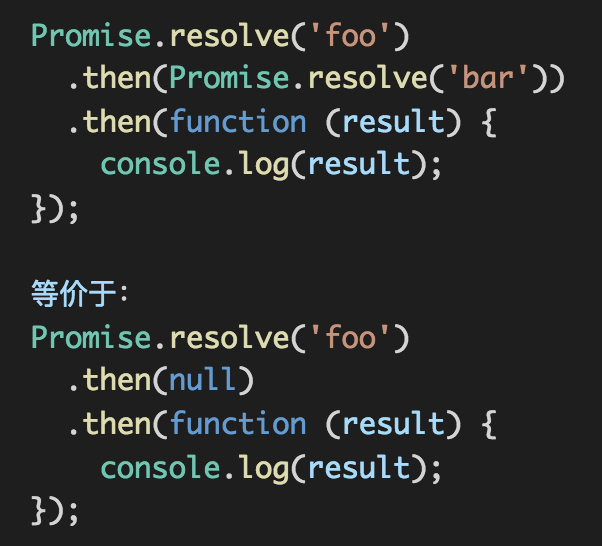 Promise.resolve('foo')
  .then(Promise.resolve('bar'))
  .then(function (result) {
    console.log(result);
});

等价于:
Promise.resolve('foo')
  .then(null)
  .then(function (result) {
    console.log(result);
});